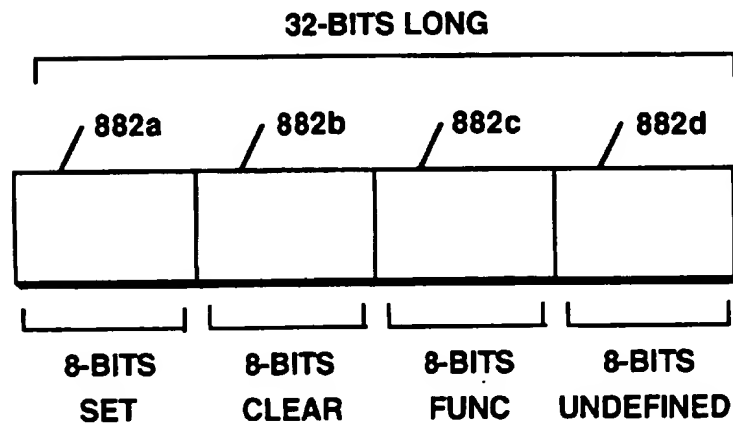 32-BITS LONG
882a 882b 882c 882d
8-BITS 8-BITS 8-BITS 8-BITS
SET CLEAR FUNC UNDEFINED